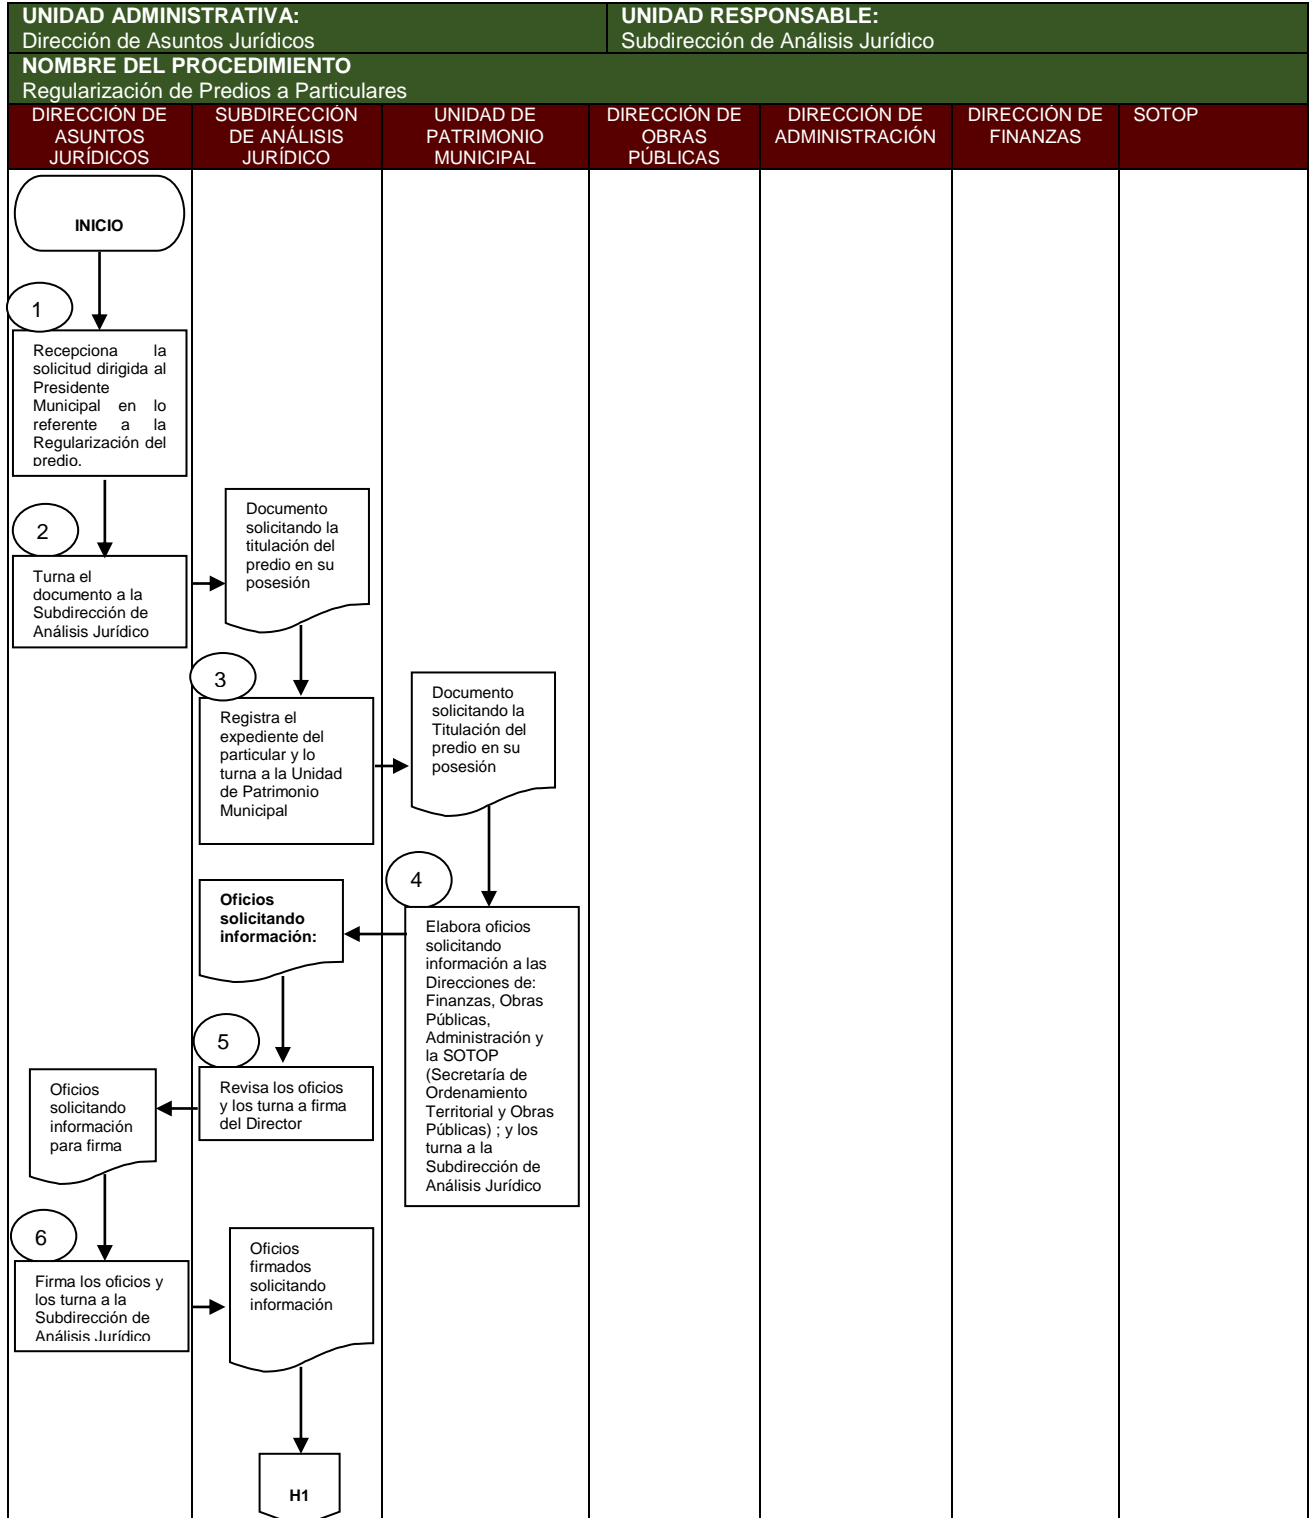 UNIDAD ADMINISTRATIVA:
Dirección de Asuntos Jurídicos
UNIDAD RESPONSABLE:
Subdirección de Análisis Jurídico
NOMBRE DEL PROCEDIMIENTO
Regularización de Predios a Particulares
DIRECCIÓN DE
ASUNTOS
JURÍDICOS
SUBDIRECCIÓN
DE ANÁLISIS
JURÍDICO
UNIDAD DE
PATRIMONIO
MUNICIPAL
DIRECCIÓN DE
OBRAS
PÚBLICAS
DIRECCIÓN DE
ADMINISTRACIÓN
DIRECCIÓN DE
FINANZAS
SOTOP
INICIO
1
Recepciona la
solicitud dirigida al
Presidente
Municipal en lo
referente a la
Regularización del
predio.
2
Turna el
documento a la
Subdirección de
Análisis Jurídico
Documento
solicitando la
titulación del
predio en su
posesión
3
Registra el
expediente del
particular y lo
turna a la Unidad
de Patrimonio
Municipal
Documento
solicitando la
Titulación del
predio en su
posesión
4
Elabora oficios
solicitando
información a las
Direcciones de:
Finanzas, Obras
Públicas,
Administración y
la SOTOP
(Secretaría de
Ordenamiento
Territorial y Obras
Públicas) ; y los
turna a la
Subdirección de
Análisis Jurídico
Oficios
solicitando
información:
5
Revisa los oficios
y los turna a firma
del Director
Oficios
solicitando
información
para firma
6
Firma los oficios y
los turna a la
Subdirección de
Análisis Jurídico
Oficios
firmados
solicitando
información
H1